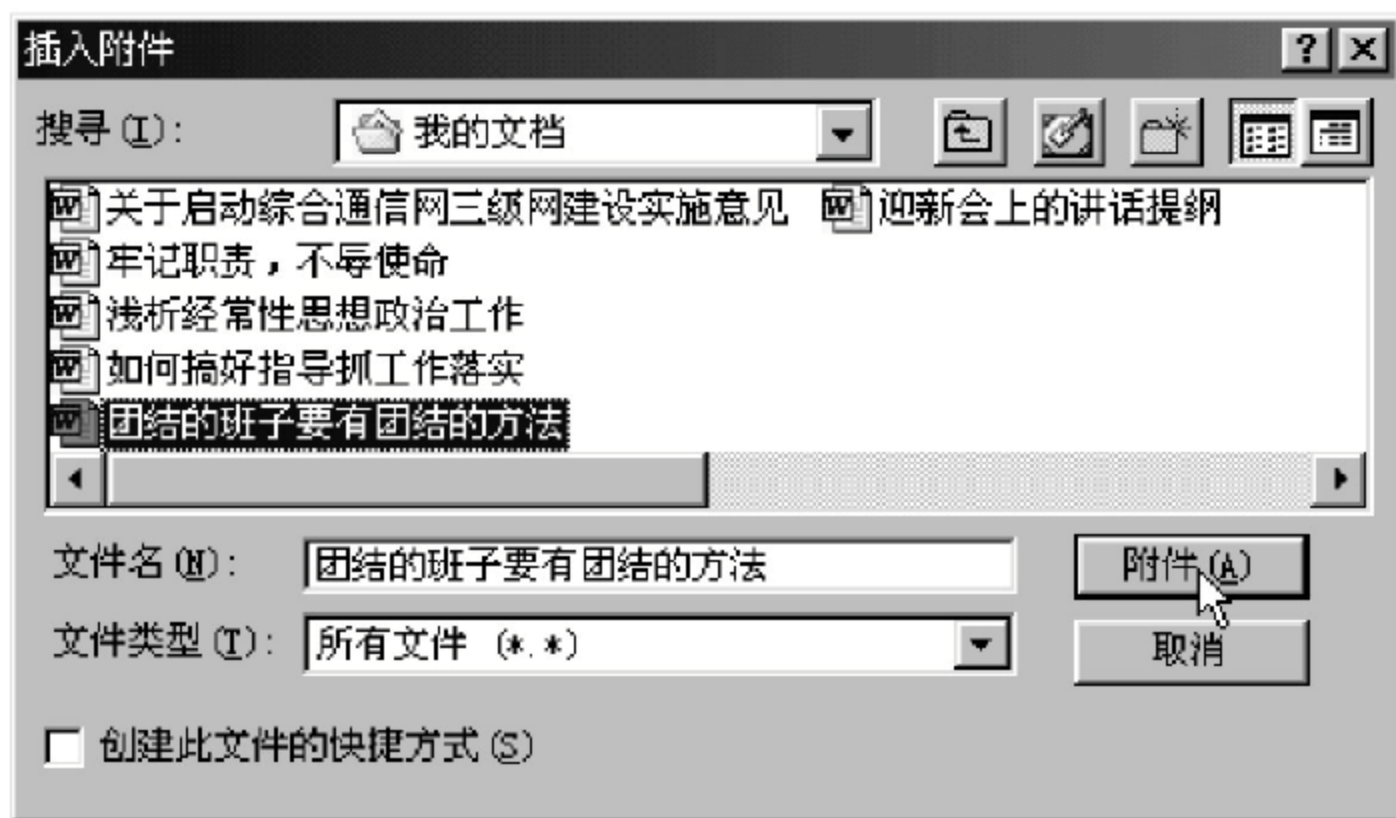 插入附件
搜寻(I): 我的文档
关于启动综合通信网三级网建设实施意见 迎新会上的讲话提纲
牢记职责，不辱使命
浅析经常性思想政治工作
如何搞好指导抓工作落实
团结的班子要有团结的方法
文件名(N): 团结的班子要有团结的方法 附件(A)
文件类型(T): 所有文件 (*.*) 取消
创建此文件的快捷方式(S)